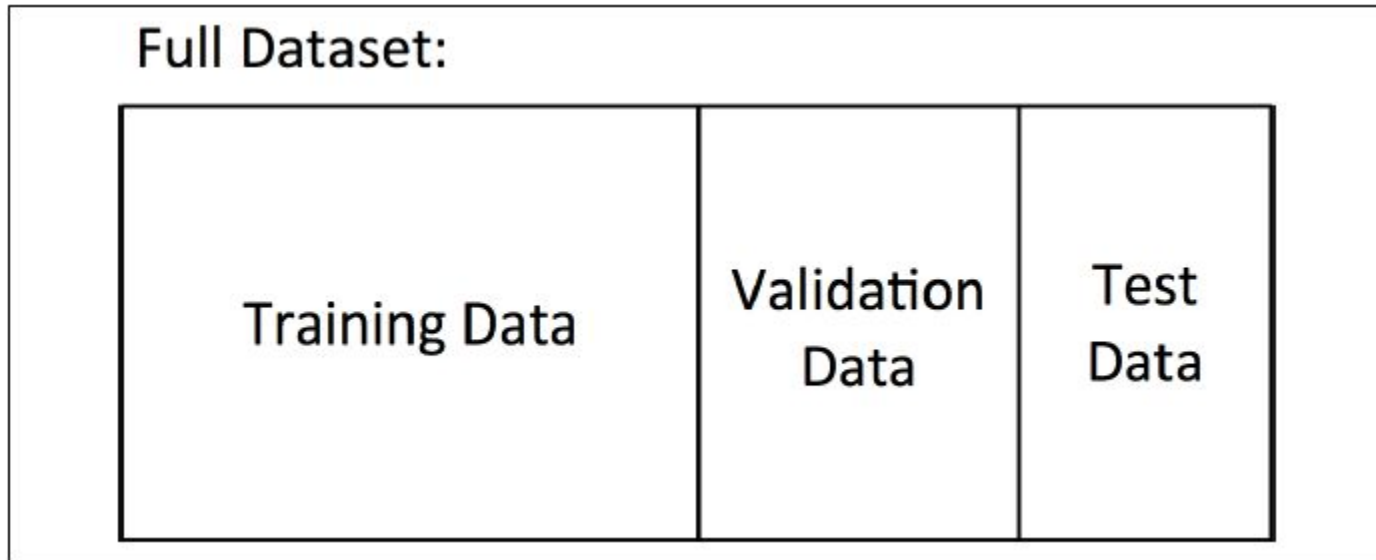 Full Dataset:
Training Data
Validation
Data
Test
Data